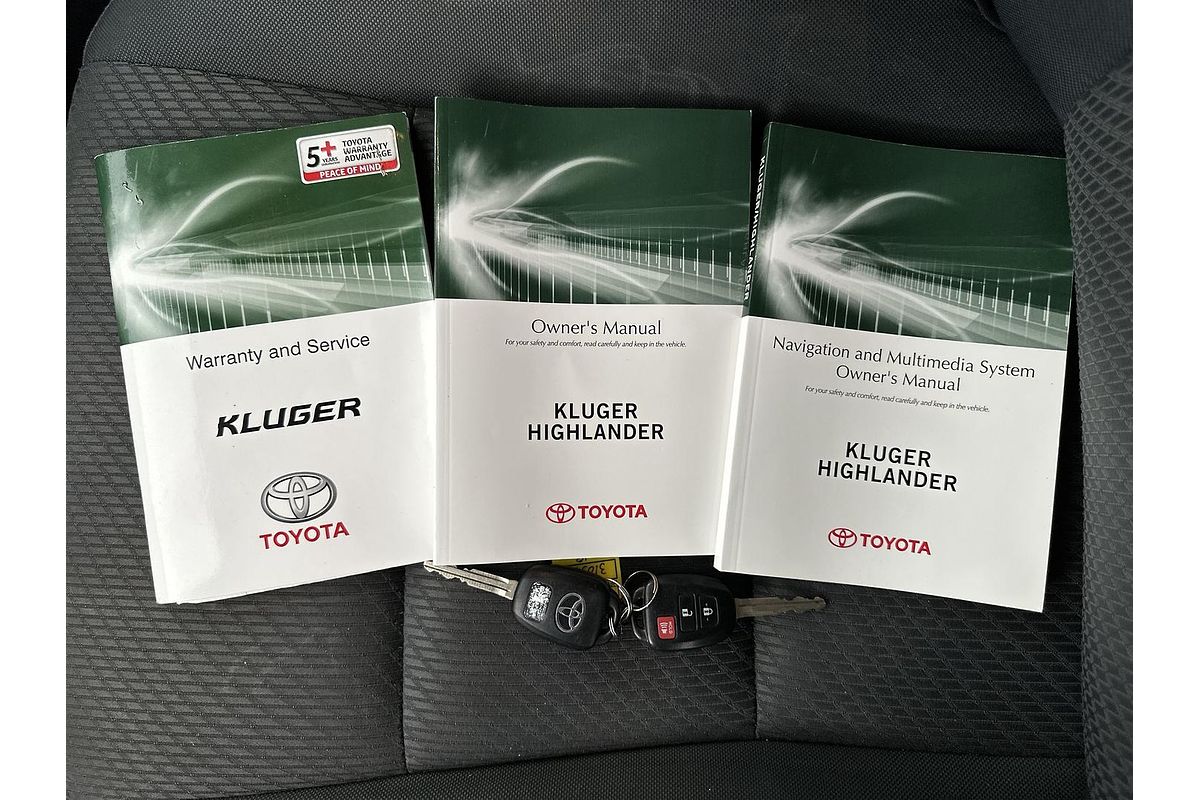 5+
YEARS
TOYOTA
WARRANTY
ADVANTAGE
PEACE OF MIND
Warranty and Service
KLUGER
TOYOTA
Owner's Manual
For your safety and comfort, read carefully and keep in the vehicle.
KLUGER
HIGHLANDER
TOYOTA
KLUGER/HIGHLANDER
Navigation and Multimedia System
Owner's Manual
For your safety and comfort, read carefully and keep in the vehicle.
KLUGER
HIGHLANDER
TOYOTA